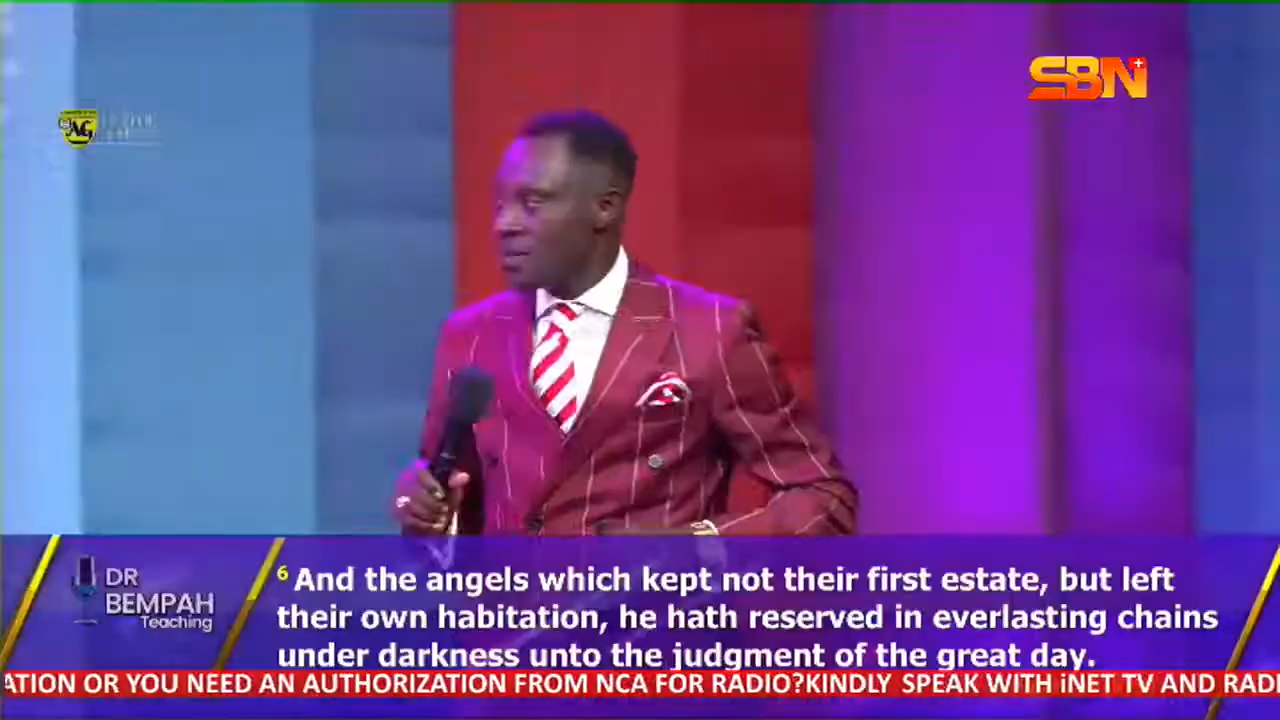 SBN+
NG
DR
BEMPAH
Teaching
6 And the angels which kept not their first estate, but left
their own habitation, he hath reserved in everlasting chains
under darkness unto the judgment of the great day.
ATION OR YOU NEED AN AUTHORIZATION FROM NCA FOR RADIO?KINDLY SPEAK WITH iNET TV AND RADI